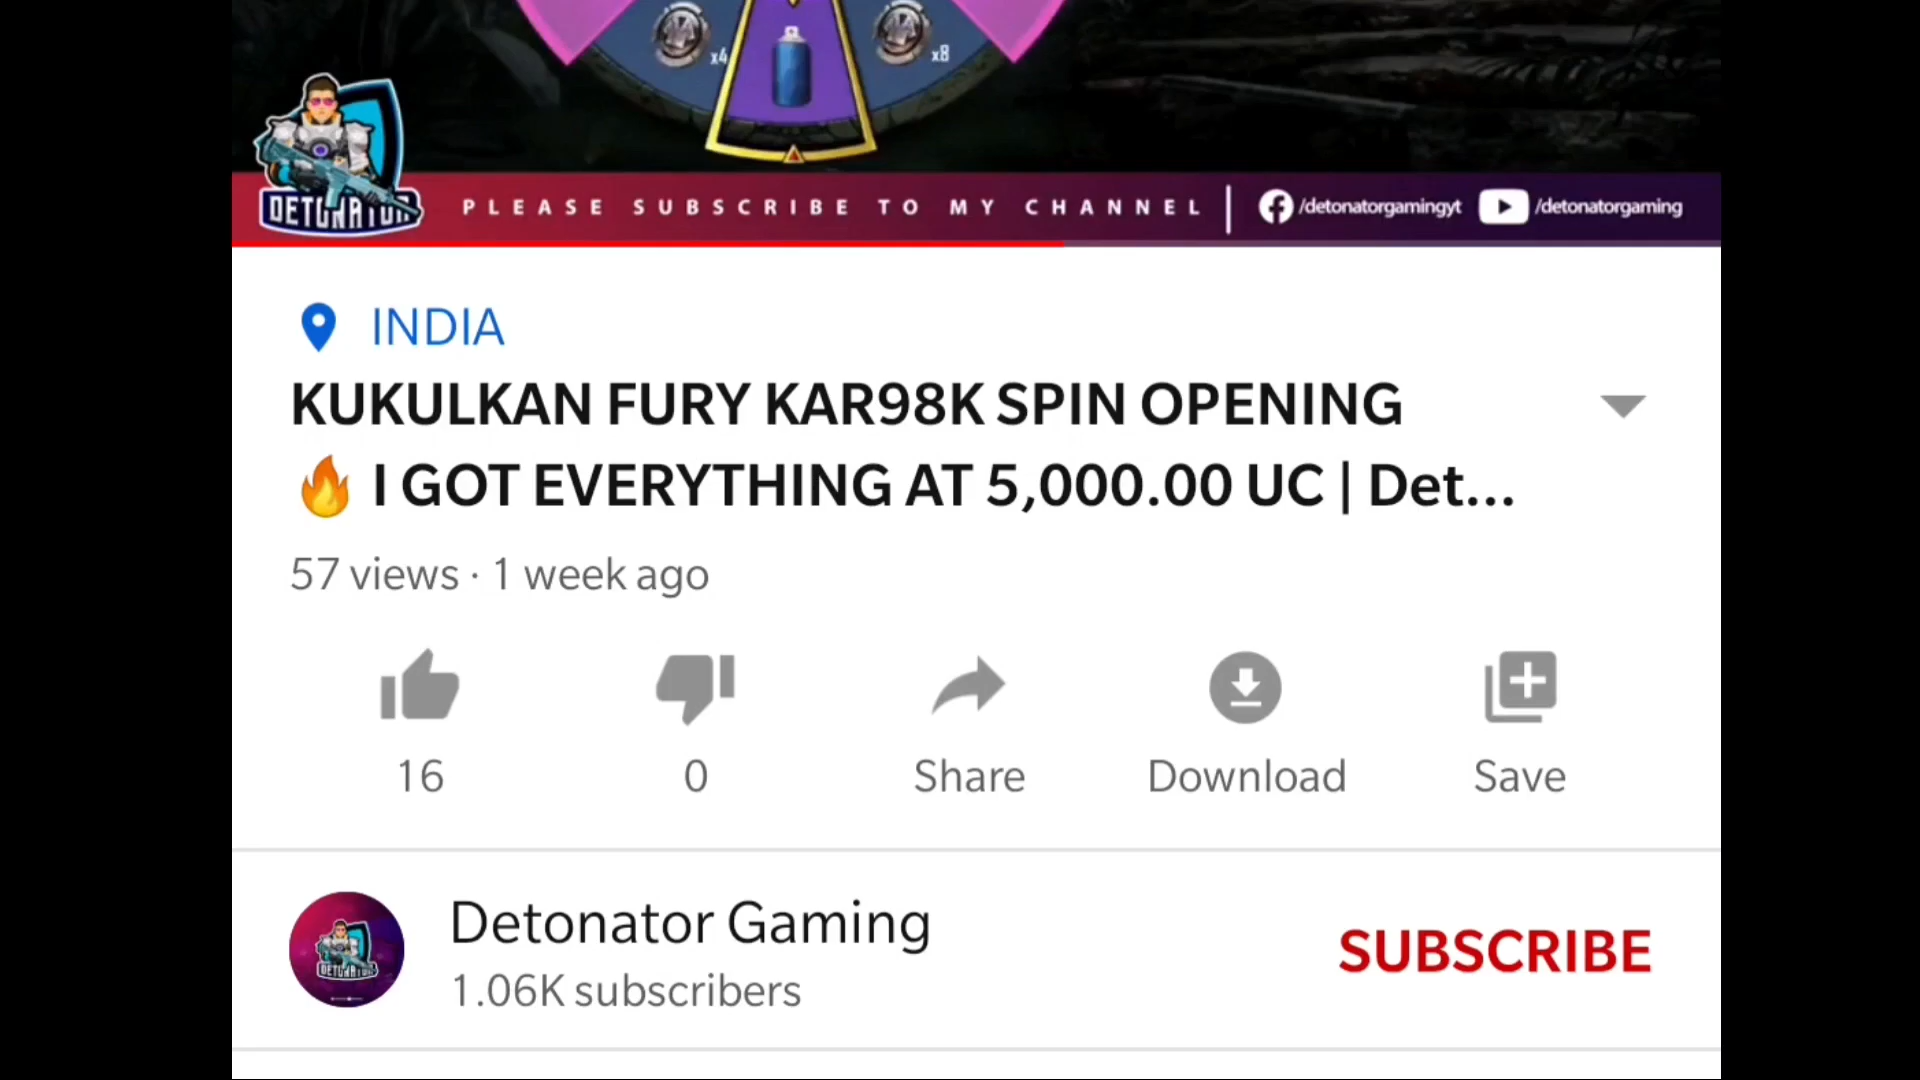 x4
x8
DETONATOR
PLEASE SUBSCRIBE TO MY CHANNEL | /detonatorgamingyt /detonatorgaming
INDIA
KUKULKAN FURY KAR98K SPIN OPENING
🔥 I GOT EVERYTHING AT 5,000.00 UC | Det...
57 views · 1 week ago
16 0 Share Download Save
DETONATOR
Detonator Gaming
1.06K subscribers
SUBSCRIBE